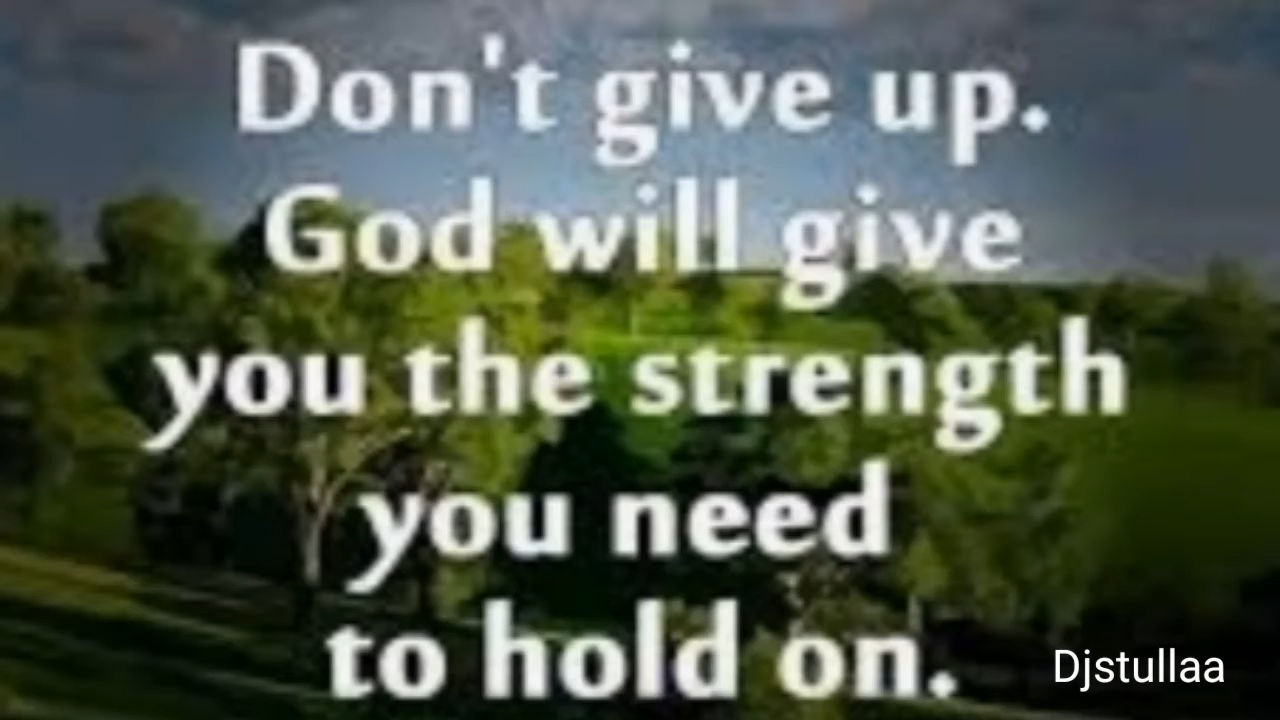 Don't give up.
God will give
you the strength
you need
to hold on.
Djstullaa